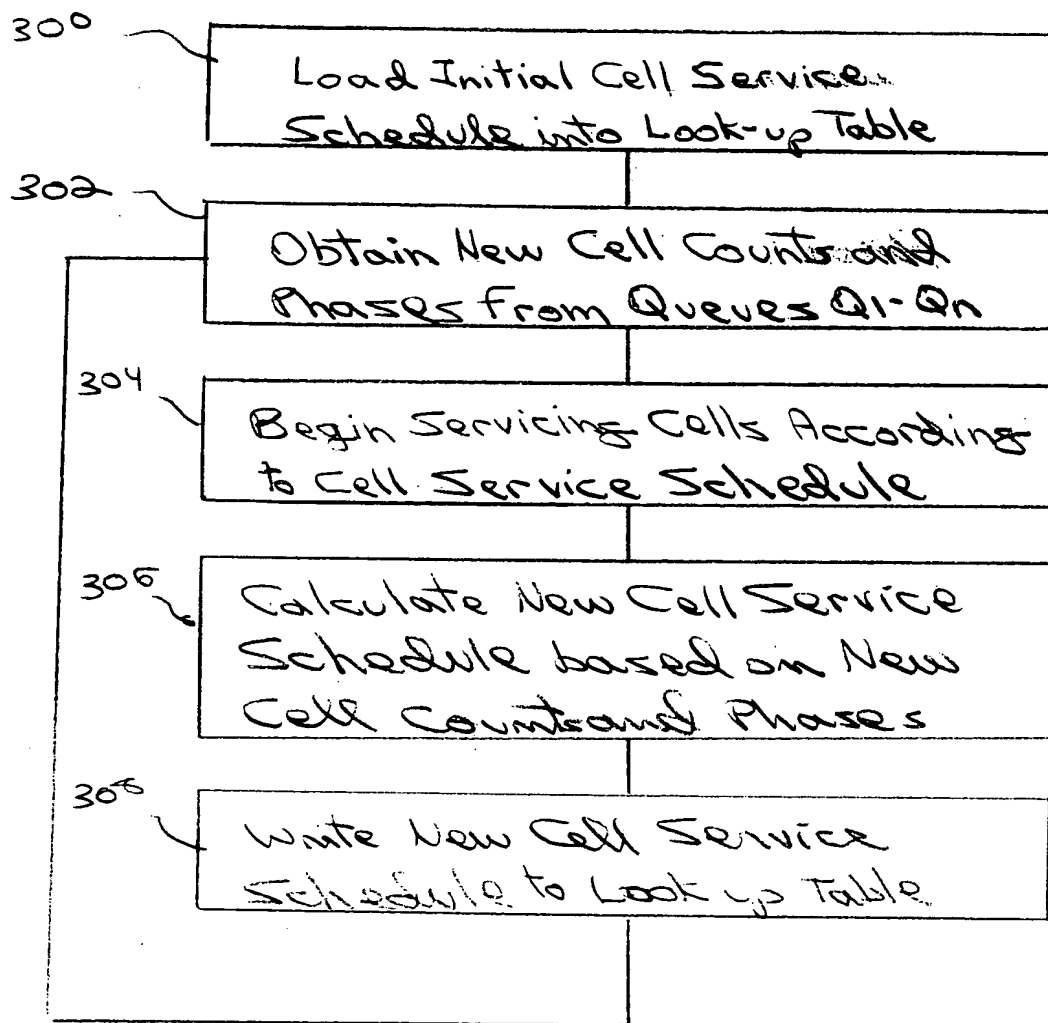 300
Load Initial Cell Service
Schedule into Look-up Table
302
Obtain New Cell Counts and
Phases From Queues Q1-Qn
304
Begin Servicing Cells According
to Cell Service Schedule
306
Calculate New Cell Service
Schedule based on New
Cell Counts and Phases
308
Write New Cell Service
Schedule to Look up Table